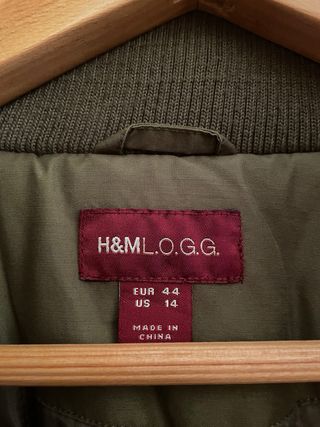 H&M L.O.G.G.
EUR 44
US 14
MADE IN
CHINA